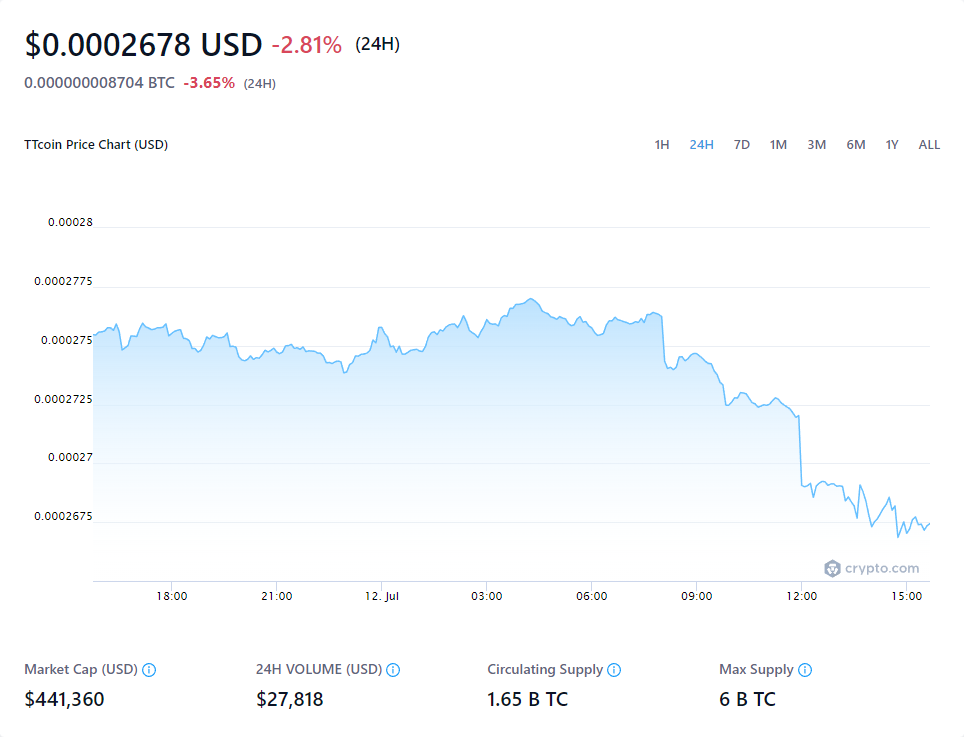 $0.0002678 USD -2.81% (24H)
0.000000008704 BTC -3.65% (24H)
TTcoin Price Chart (USD) 1H 24H 7D 1M 3M 6M 1Y ALL
0.00028
0.0002775
0.000275
0.0002725
0.00027
0.0002675
crypto.com
18:00 21:00 12. Jul 03:00 06:00 09:00 12:00 15:00
Market Cap (USD) 24H VOLUME (USD) Circulating Supply Max Supply
$441,360 $27,818 1.65 B TC 6 B TC